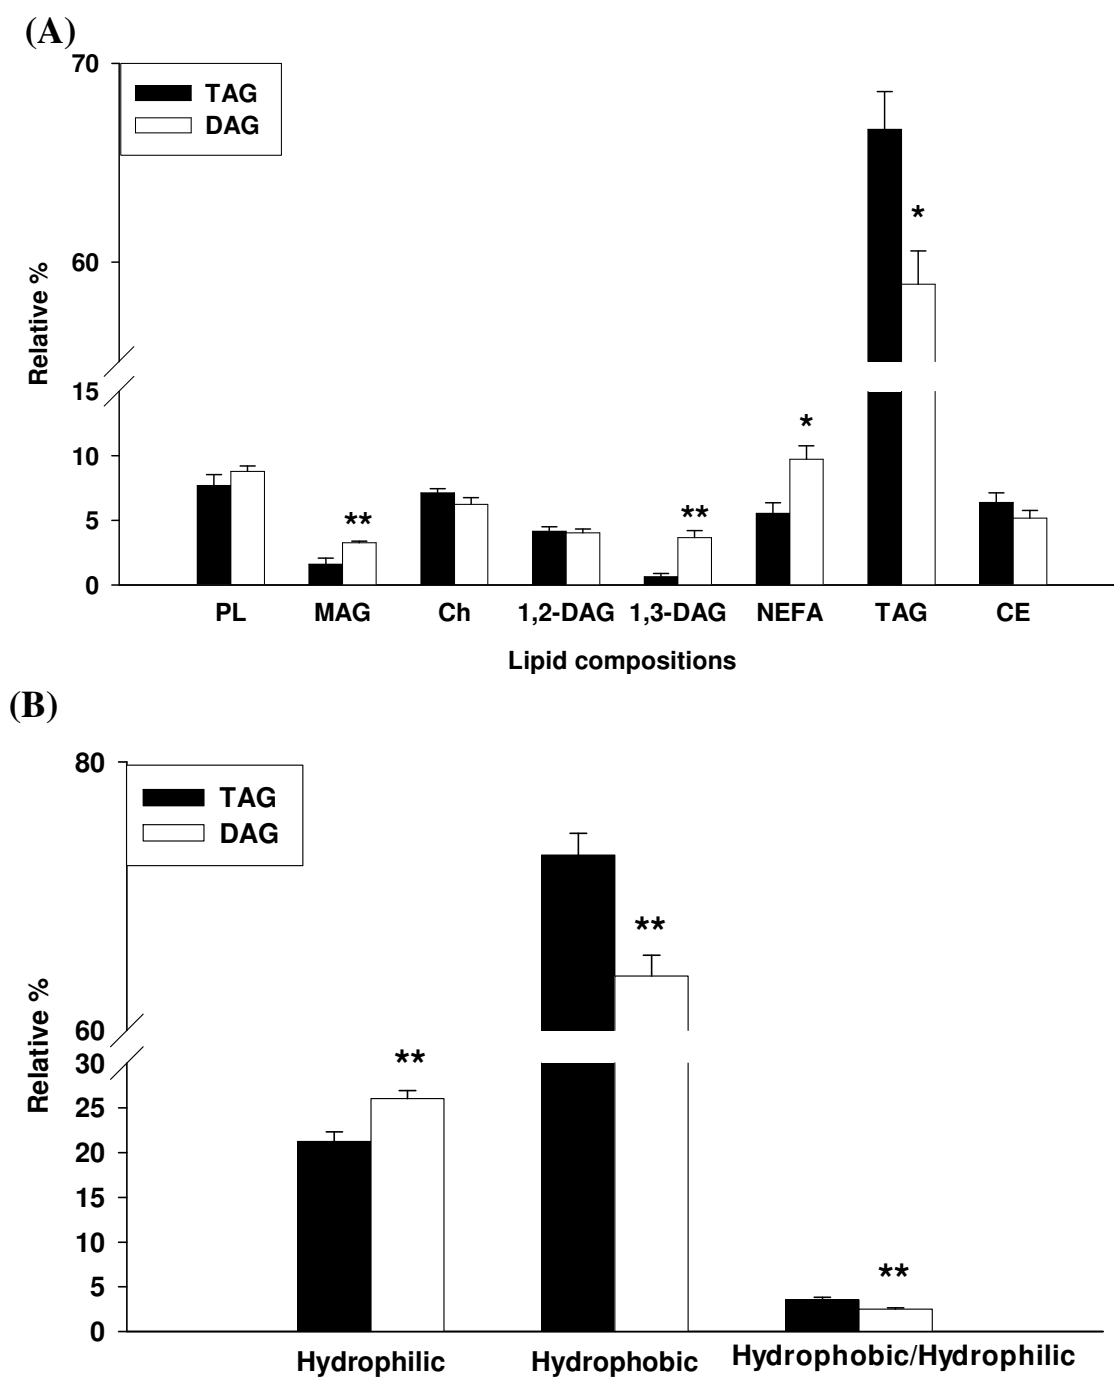 (A)
70
TAG
DAG
*
60
Relative %
15
*
10
**
**
5
0
PL MAG Ch 1,2-DAG 1,3-DAG NEFA TAG CE
Lipid compositions
(B)
80
TAG
DAG
**
Relative %
60
30
**
25
20
15
10
**
5
0
Hydrophilic Hydrophobic Hydrophobic/Hydrophilic